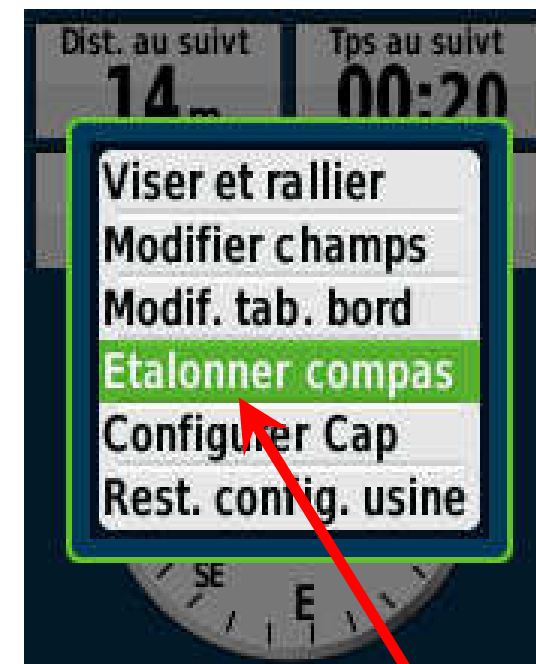 Dist. au suivt Tps au suivt
14 m 00:20
Viser et rallier
Modifier champs
Modif. tab. bord
Etalonner compas
Configurer Cap
Rest. config. usine
SE E